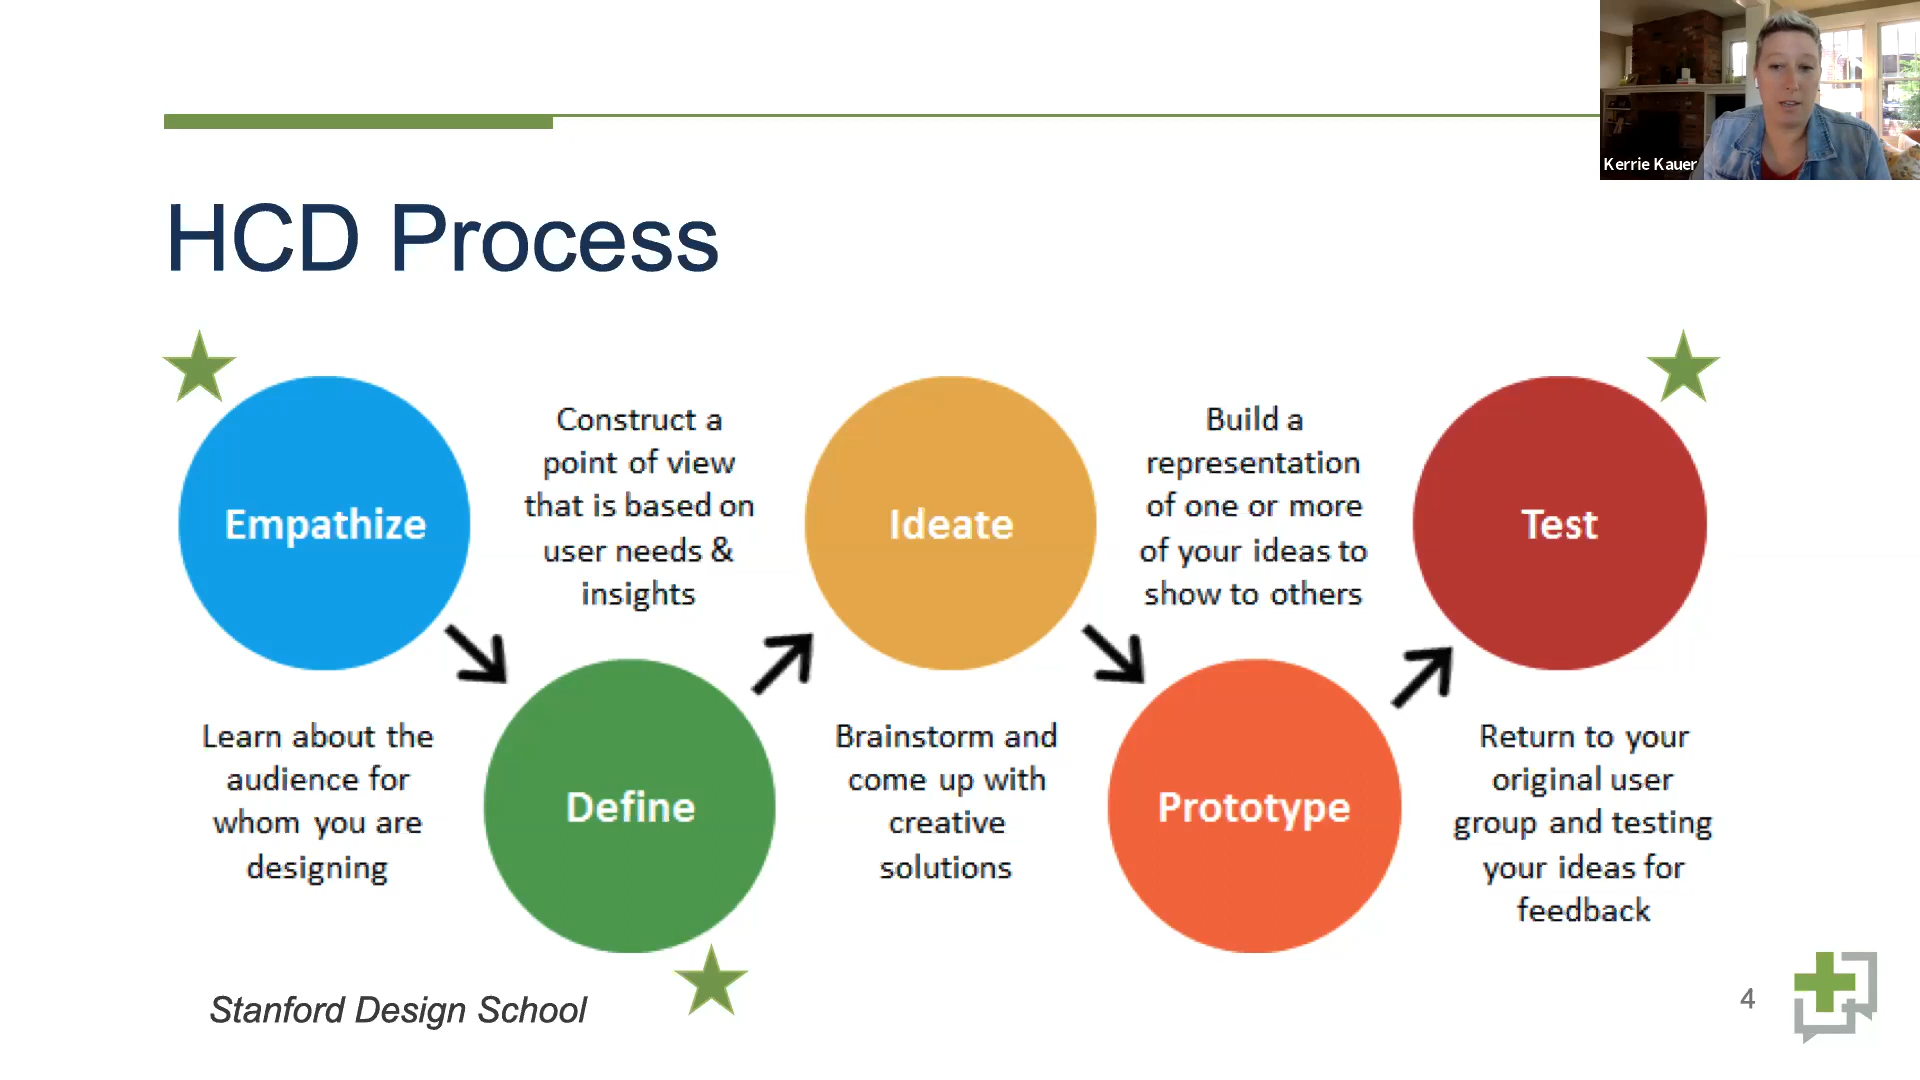 Kerrie Kauer
HCD Process
Empathize
Learn about the
audience for
whom you are
designing
Construct a
point of view
that is based on
user needs &
insights
Define
Ideate
Brainstorm and
come up with
creative
solutions
Build a
representation
of one or more
of your ideas to
show to others
Prototype
Test
Return to your
original user
group and testing
your ideas for
feedback
Stanford Design School
4